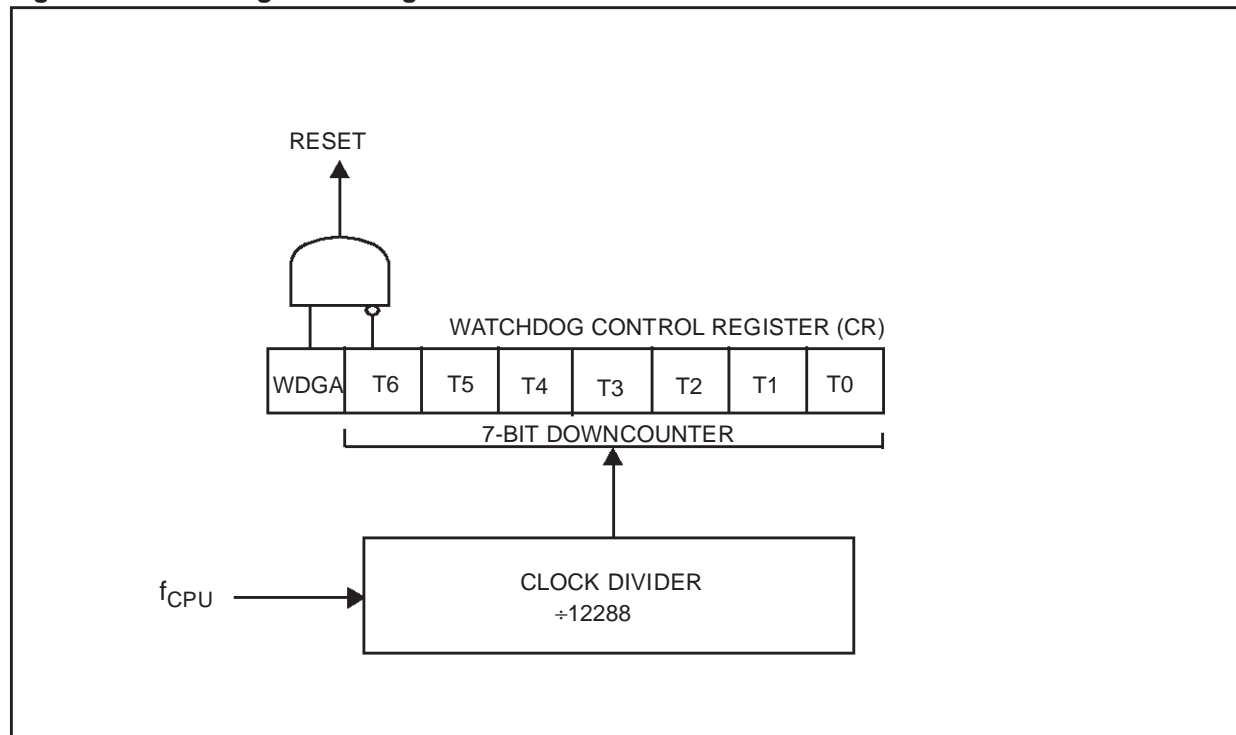 RESET
WATCHDOG CONTROL REGISTER (CR)
WDGA T6 T5 T4 T3 T2 T1 T0
7-BIT DOWNCOUNTER
fCPU
CLOCK DIVIDER
÷12288